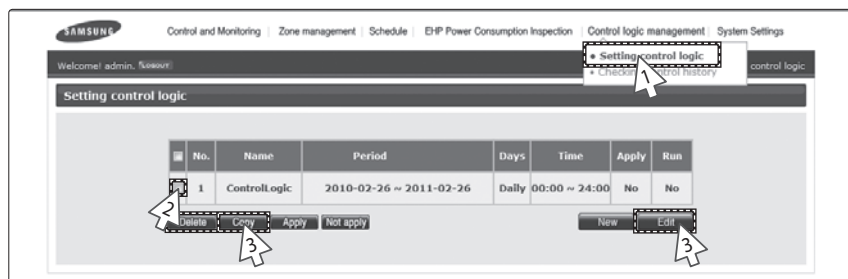 SAMSUNG Control and Monitoring | Zone management | Schedule | EHP Power Consumption Inspection | Control logic management | System Settings
Welcome! admin. LOGOUT
• Setting control logic
control logic
• Checking control history
Setting control logic
No. Name Period Days Time Apply Run
1 ControlLogic 2010-02-26 ~ 2011-02-26 Daily 00:00 ~ 24:00 No No
Delete Copy Apply Not apply New Edit
1
2
3
3